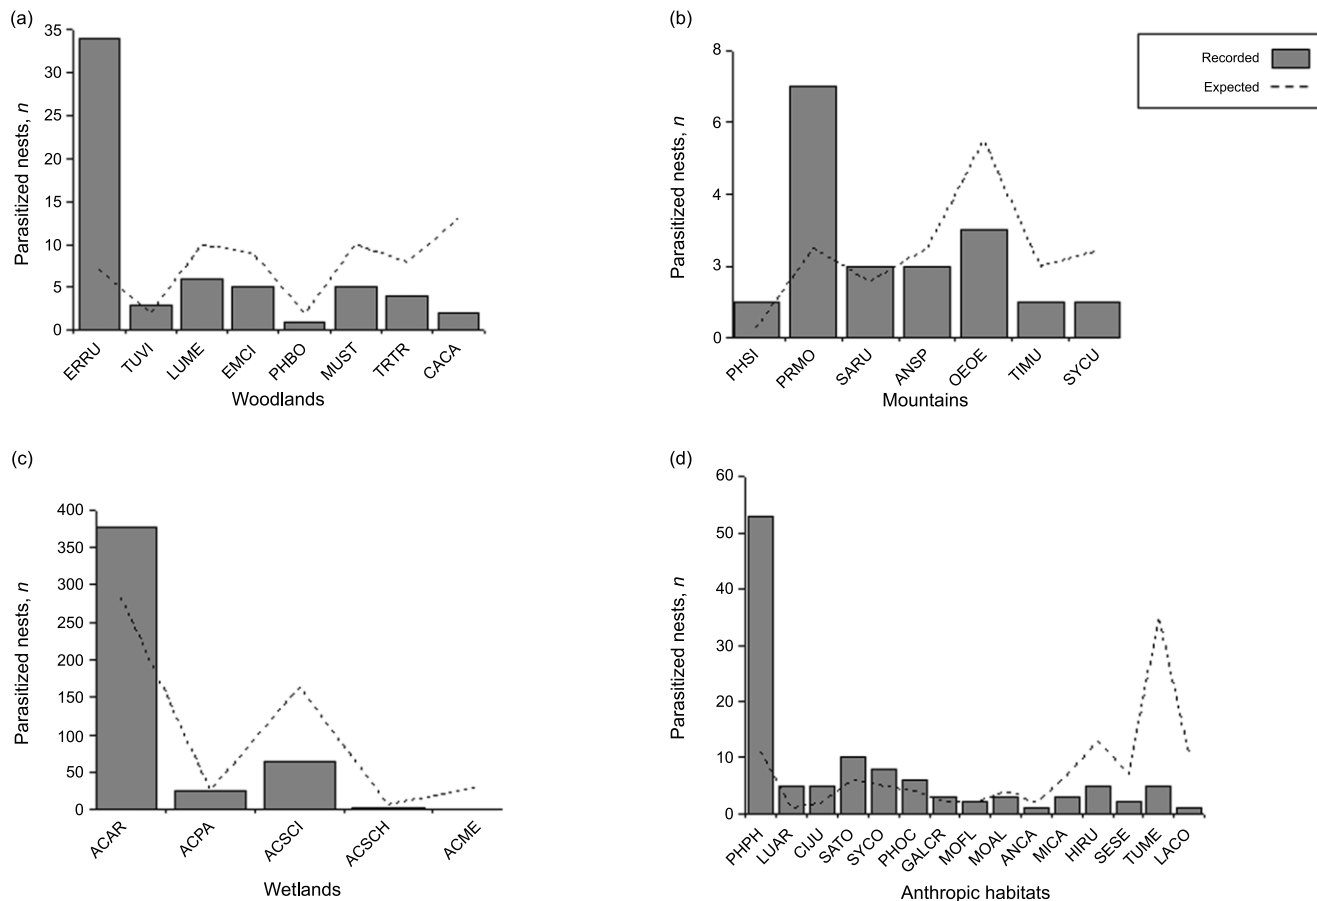 (a)
35
30
25
20
15
10
5
0
Parasitized nests, n
ERRU
TUVI
LUME
EMCI
PHBO
MUST
TRTR
CACA
Woodlands
(b)
8
6
4
3
0
Parasitized nests, n
PHSI
PRMO
SARU
ANSP
OEOE
TIMU
SYCU
Mountains
Recorded
Expected
(c)
400
350
300
250
200
150
100
50
0
Parasitized nests, n
ACAR
ACPA
ACSCI
ACSCH
ACME
Wetlands
(d)
60
50
40
30
20
10
0
Parasitized nests, n
PHPH
LUAR
CIJU
SATO
SYCO
PHOC
GALCR
MOFL
MOAL
ANCA
MICA
HIRU
SESE
TUME
LACO
Anthropic habitats